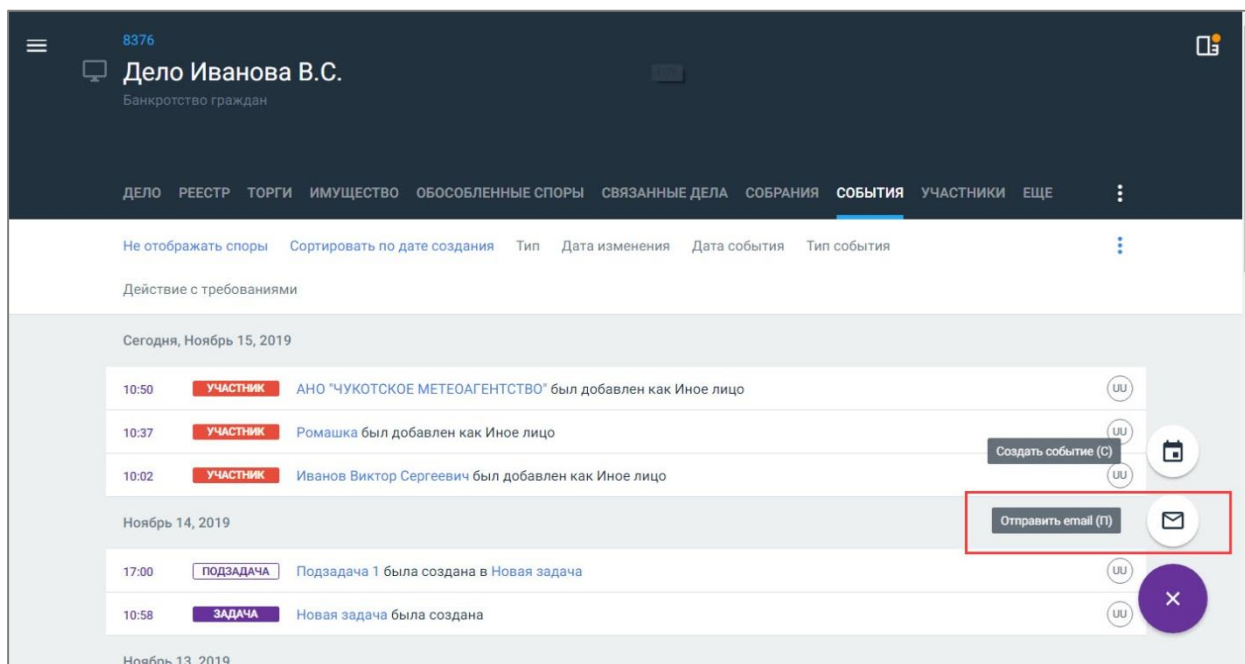 8376
Дело Иванова В.С.
Банкротство граждан
ДЕЛО РЕЕСТР ТОРГИ ИМУЩЕСТВО ОБОСОБЛЕННЫЕ СПОРЫ СВЯЗАННЫЕ ДЕЛА СОБРАНИЯ СОБЫТИЯ УЧАСТНИКИ ЕЩЕ
Не отображать споры Сортировать по дате создания Тип Дата изменения Дата события Тип события
Действие с требованиями
Сегодня, Ноябрь 15, 2019
10:50 УЧАСТНИК АНО "ЧУКОТСКОЕ МЕТЕОАГЕНТСТВО" был добавлен как Иное лицо UU
10:37 УЧАСТНИК Ромашка был добавлен как Иное лицо UU
Создать событие (С)
10:02 УЧАСТНИК Иванов Виктор Сергеевич был добавлен как Иное лицо UU
Ноябрь 14, 2019 Отправить email (П)
17:00 ПОДЗАДАЧА Подзадача 1 была создана в Новая задача UU
10:58 ЗАДАЧА Новая задача была создана UU
Ноябрь 13, 2019